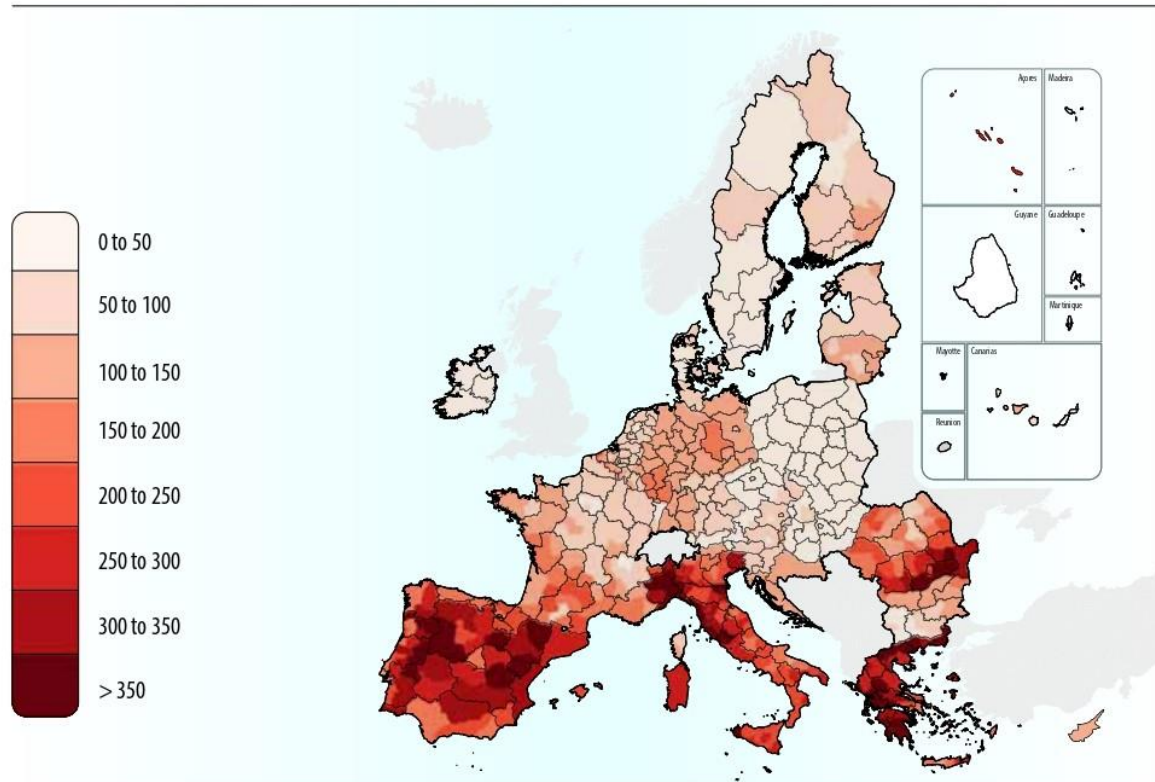 0 to 50
50 to 100
100 to 150
150 to 200
200 to 250
250 to 300
300 to 350
> 350
Açores
Madeira
Guyane
Guadeloupe
Martinique
Mayotte
Canarias
Reunion